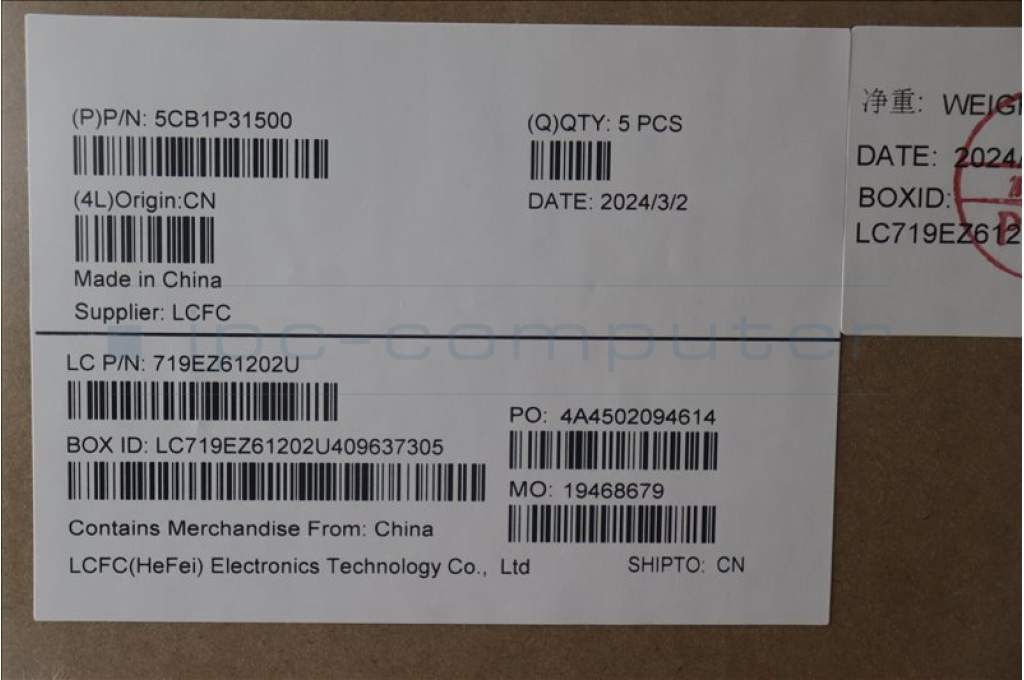 (P)P/N: 5CB1P31500
(Q)QTY: 5 PCS
(4L)Origin:CN
DATE: 2024/3/2
Made in China
Supplier: LCFC
LC P/N: 719EZ61202U
PO: 4A4502094614
BOX ID: LC719EZ61202U409637305
MO: 19468679
Contains Merchandise From: China
LCFC(HeFei) Electronics Technology Co., Ltd
SHIPTO: CN
净重: WEIG
DATE: 2024/
BOXID:
LC719EZ612
ipc-computer